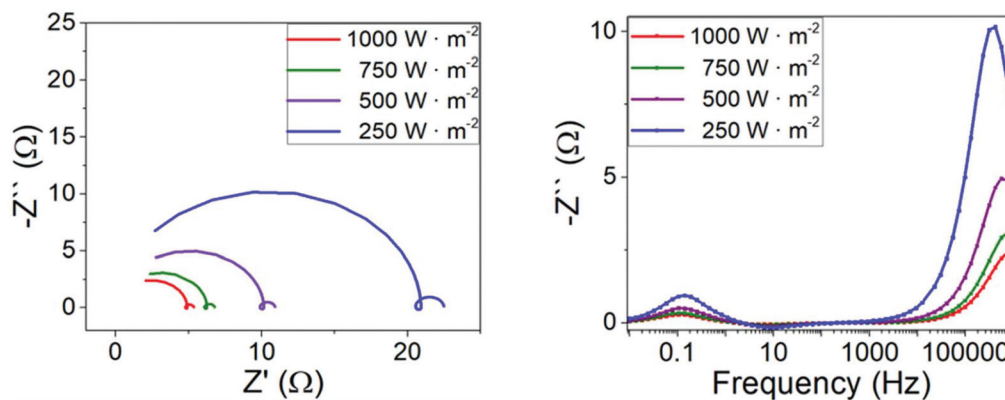 25
20
15
10
5
0
-Z`` (Ω)
1000 W · m-2
750 W · m-2
500 W · m-2
250 W · m-2
0 10 20
Z' (Ω)
10
5
0
-Z`` (Ω)
1000 W · m-2
750 W · m-2
500 W · m-2
250 W · m-2
0.1 10 1000 100000
Frequency (Hz)